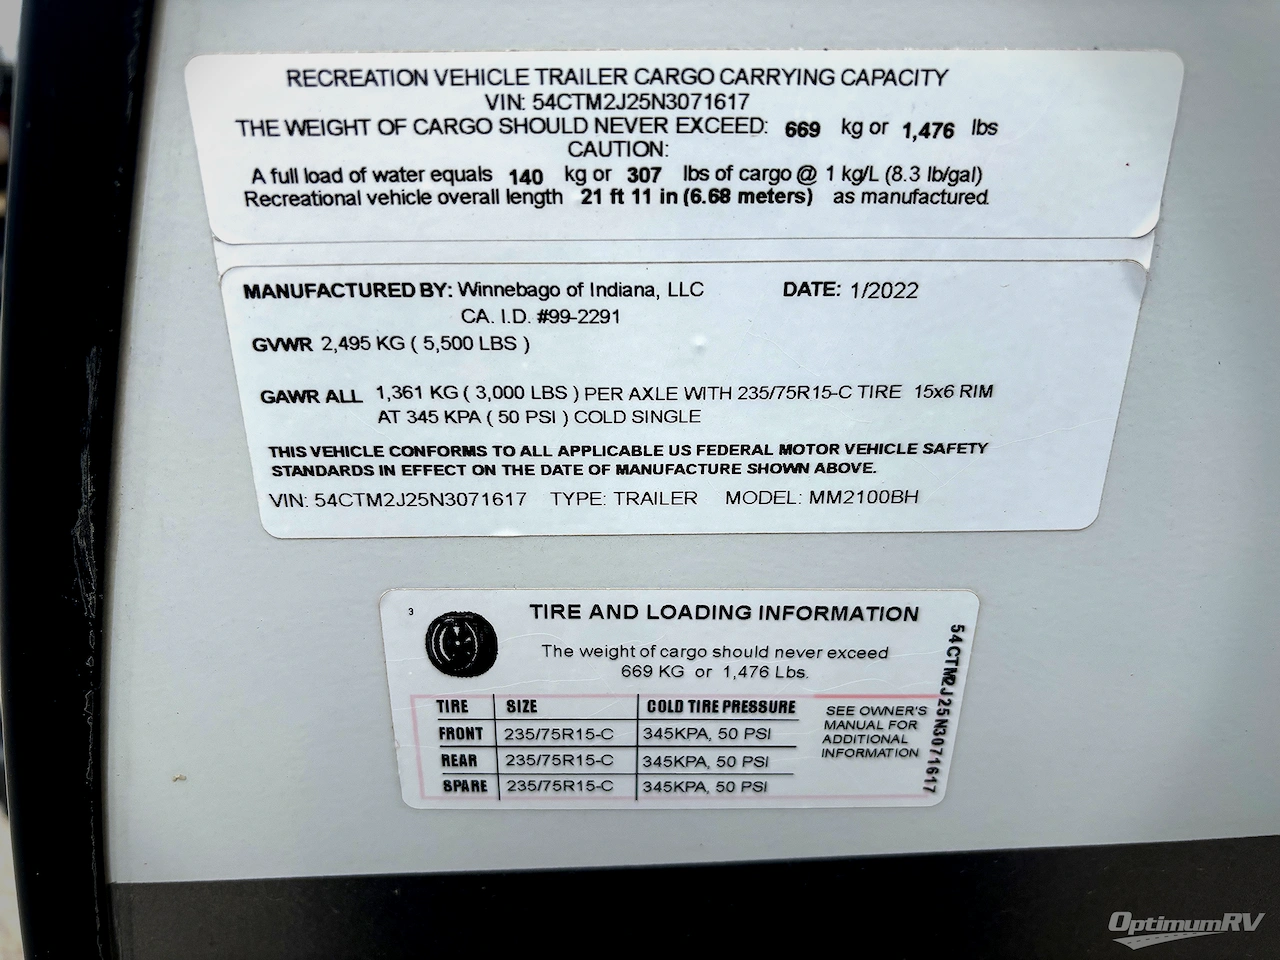 RECREATION VEHICLE TRAILER CARGO CARRYING CAPACITY
VIN: 54CTM2J25N3071617
THE WEIGHT OF CARGO SHOULD NEVER EXCEED: 669 kg or 1,476 lbs
CAUTION:
A full load of water equals 140 kg or 307 lbs of cargo @ 1 kg/L (8.3 lb/gal)
Recreational vehicle overall length 21 ft 11 in (6.68 meters) as manufactured
MANUFACTURED BY: Winnebago of Indiana, LLC DATE: 1/2022
CA. I.D. #99-2291
GVWR 2,495 KG ( 5,500 LBS )
GAWR ALL 1,361 KG ( 3,000 LBS ) PER AXLE WITH 235/75R15-C TIRE 15x6 RIM
AT 345 KPA ( 50 PSI ) COLD SINGLE
THIS VEHICLE CONFORMS TO ALL APPLICABLE US FEDERAL MOTOR VEHICLE SAFETY
STANDARDS IN EFFECT ON THE DATE OF MANUFACTURE SHOWN ABOVE.
VIN: 54CTM2J25N3071617 TYPE: TRAILER MODEL: MM2100BH
3
TIRE AND LOADING INFORMATION
The weight of cargo should never exceed
669 KG or 1,476 Lbs.
TIRE SIZE COLD TIRE PRESSURE
FRONT 235/75R15-C 345KPA, 50 PSI
REAR 235/75R15-C 345KPA, 50 PSI
SPARE 235/75R15-C 345KPA, 50 PSI
SEE OWNER'S
MANUAL FOR
ADDITIONAL
INFORMATION
54CTM2J25N3071617
OptimumRV